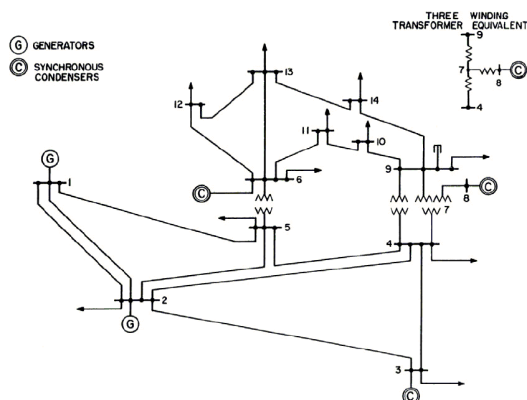 THREE WINDING
TRANSFORMER EQUIVALENT
G GENERATORS
C SYNCHRONOUS
CONDENSERS
9
7
8
C
4
13
14
12
11
10
G
1
C
6
9
7
8
C
5
4
2
G
3
C